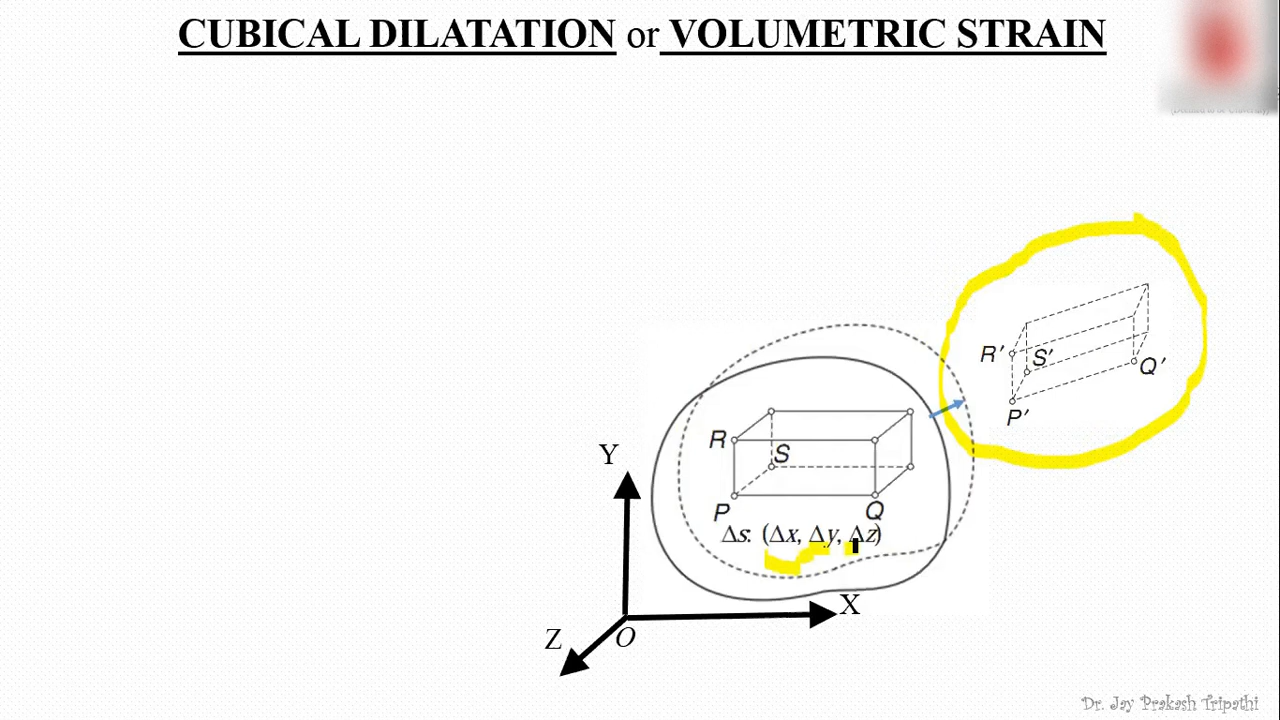 CUBICAL DILATATION or VOLUMETRIC STRAIN
R′ S′ Q′
P′
Y
R S
P Q
Δs: (Δx, Δy, Δz)
X
Z O
Dr. Jay Prakash Tripathi